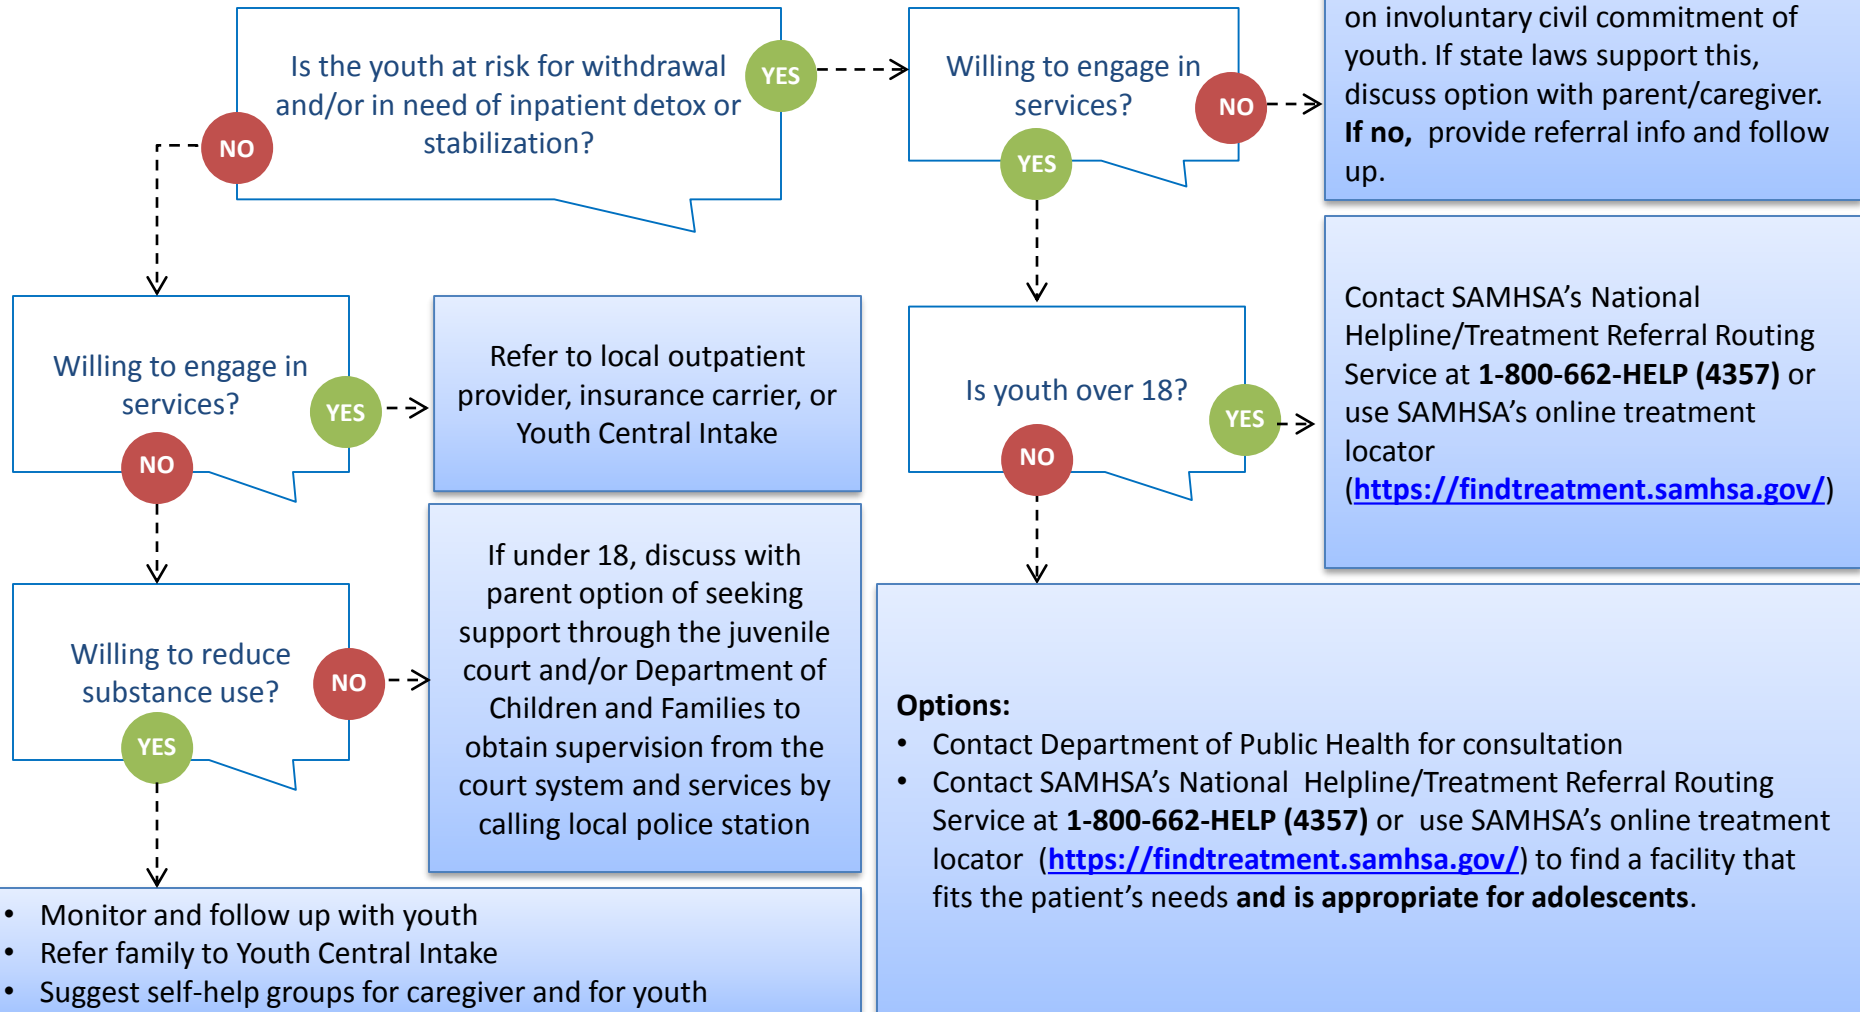 Is the youth at risk for withdrawal
and/or in need of inpatient detox or
stabilization?
YES
NO
Willing to engage in
services?
NO
YES
on involuntary civil commitment of
youth. If state laws support this,
discuss option with parent/caregiver.
If no,  provide referral info and follow
up.
Willing to engage in
services?
YES
NO
Refer to local outpatient
provider, insurance carrier, or
Youth Central Intake
Is youth over 18?
YES
NO
Contact SAMHSA’s National
Helpline/Treatment Referral Routing
Service at 1-800-662-HELP (4357) or
use SAMHSA’s online treatment
locator
(https://findtreatment.samhsa.gov/)
Willing to reduce
substance use?
NO
YES
If under 18, discuss with
parent option of seeking
support through the juvenile
court and/or Department of
Children and Families to
obtain supervision from the
court system and services by
calling local police station
Options:
• Contact Department of Public Health for consultation
• Contact SAMHSA’s National  Helpline/Treatment Referral Routing
Service at 1-800-662-HELP (4357) or  use SAMHSA’s online treatment
locator  (https://findtreatment.samhsa.gov/) to find a facility that
fits the patient’s needs and is appropriate for adolescents.
• Monitor and follow up with youth
• Refer family to Youth Central Intake
• Suggest self-help groups for caregiver and for youth